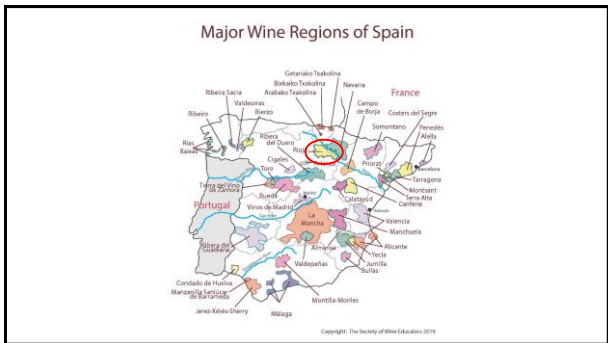 Major Wine Regions of Spain
Getariako Txakolina
Bizkaiko Txakolina
Arabako Txakolina
Navarra
France
Ribeira Sacra
Valdeorras
Bierzo
Ribeiro
Campo
de Borja
Costers del Segre
Somontano
Penedès
Alella
Rías
Baixas
Ribera
del Duero
Cigales
Toro
Priorat
Barcelona
Tarragona
Montsant
Terra Alta
Cariñena
Calatayud
Tierra del Vino
de Zamora
Rueda
Portugal
Vinos de Madrid
Madrid
La
Mancha
Valencia
Valencia
Manchuela
Ribera del
Guadiana
Almansa
Alicante
Yecla
Jumilla
Bullas
Valdepeñas
Condado de Huelva
Manzanilla Sanlúcar
de Barrameda
Montilla-Moriles
Jerez-Xérès-Sherry
Málaga
Copyright: The Society of Wine Educators 2019